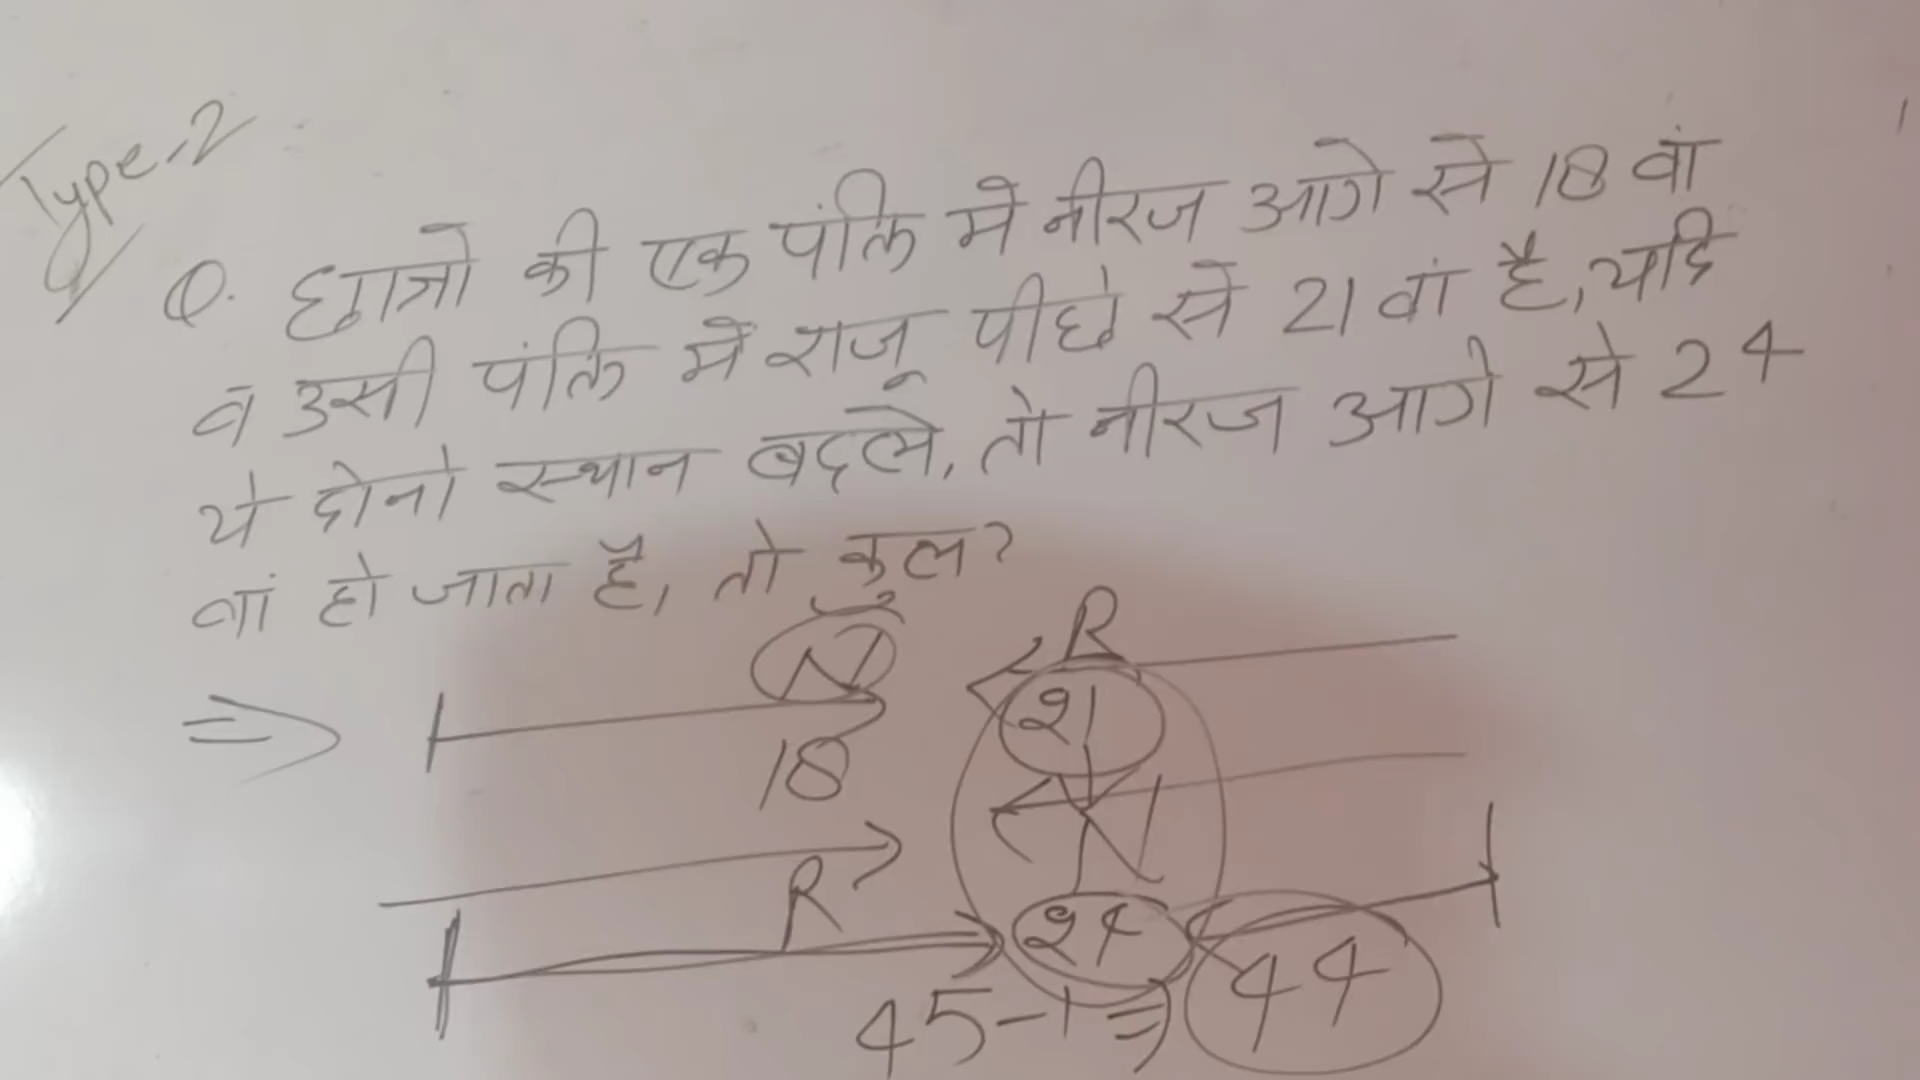 Type-2
Q. छात्रो की एक पंक्ति मे नीरज आगे से 18 वां
व उसी पंक्ति मे राजू पीछे से 21 वां है, यदि
ये दोनो स्थान बदले, तो नीरज आगे से 24
वां हो जाता है, तो कुल?
N R
⇒ 18 21
R N
24
45-1⇒ 44